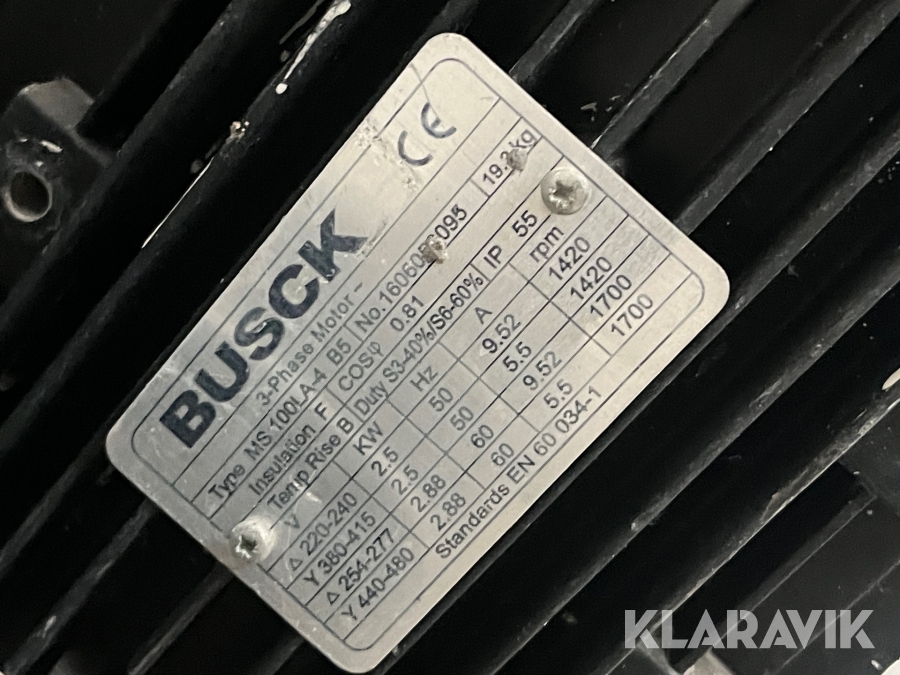 CE
BUSCK
3-Phase Motor ~
Type MS 100LA-4 B5 No. 19.2 kg
Insulation F COSφ 0.81 IP 55
Temp Rise B Duty S3-40%/S6-60%
V KW Hz A rpm
Δ 220-240 2.5 50 9.52 1420
Y 380-415 2.5 50 5.5 1420
Δ 254-277 2.88 60 9.52 1700
Y 440-480 2.88 60 5.5 1700
Standards EN 60 034-1
KLARAVIK